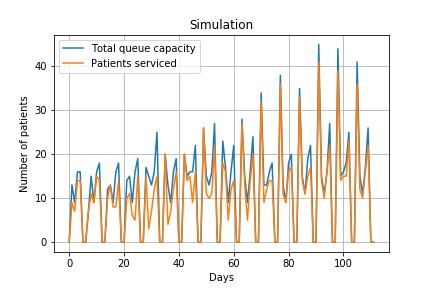 Simulation
Total queue capacity
Patients serviced
Number of patients
40
30
20
10
0
0
20
40
60
80
100
Days